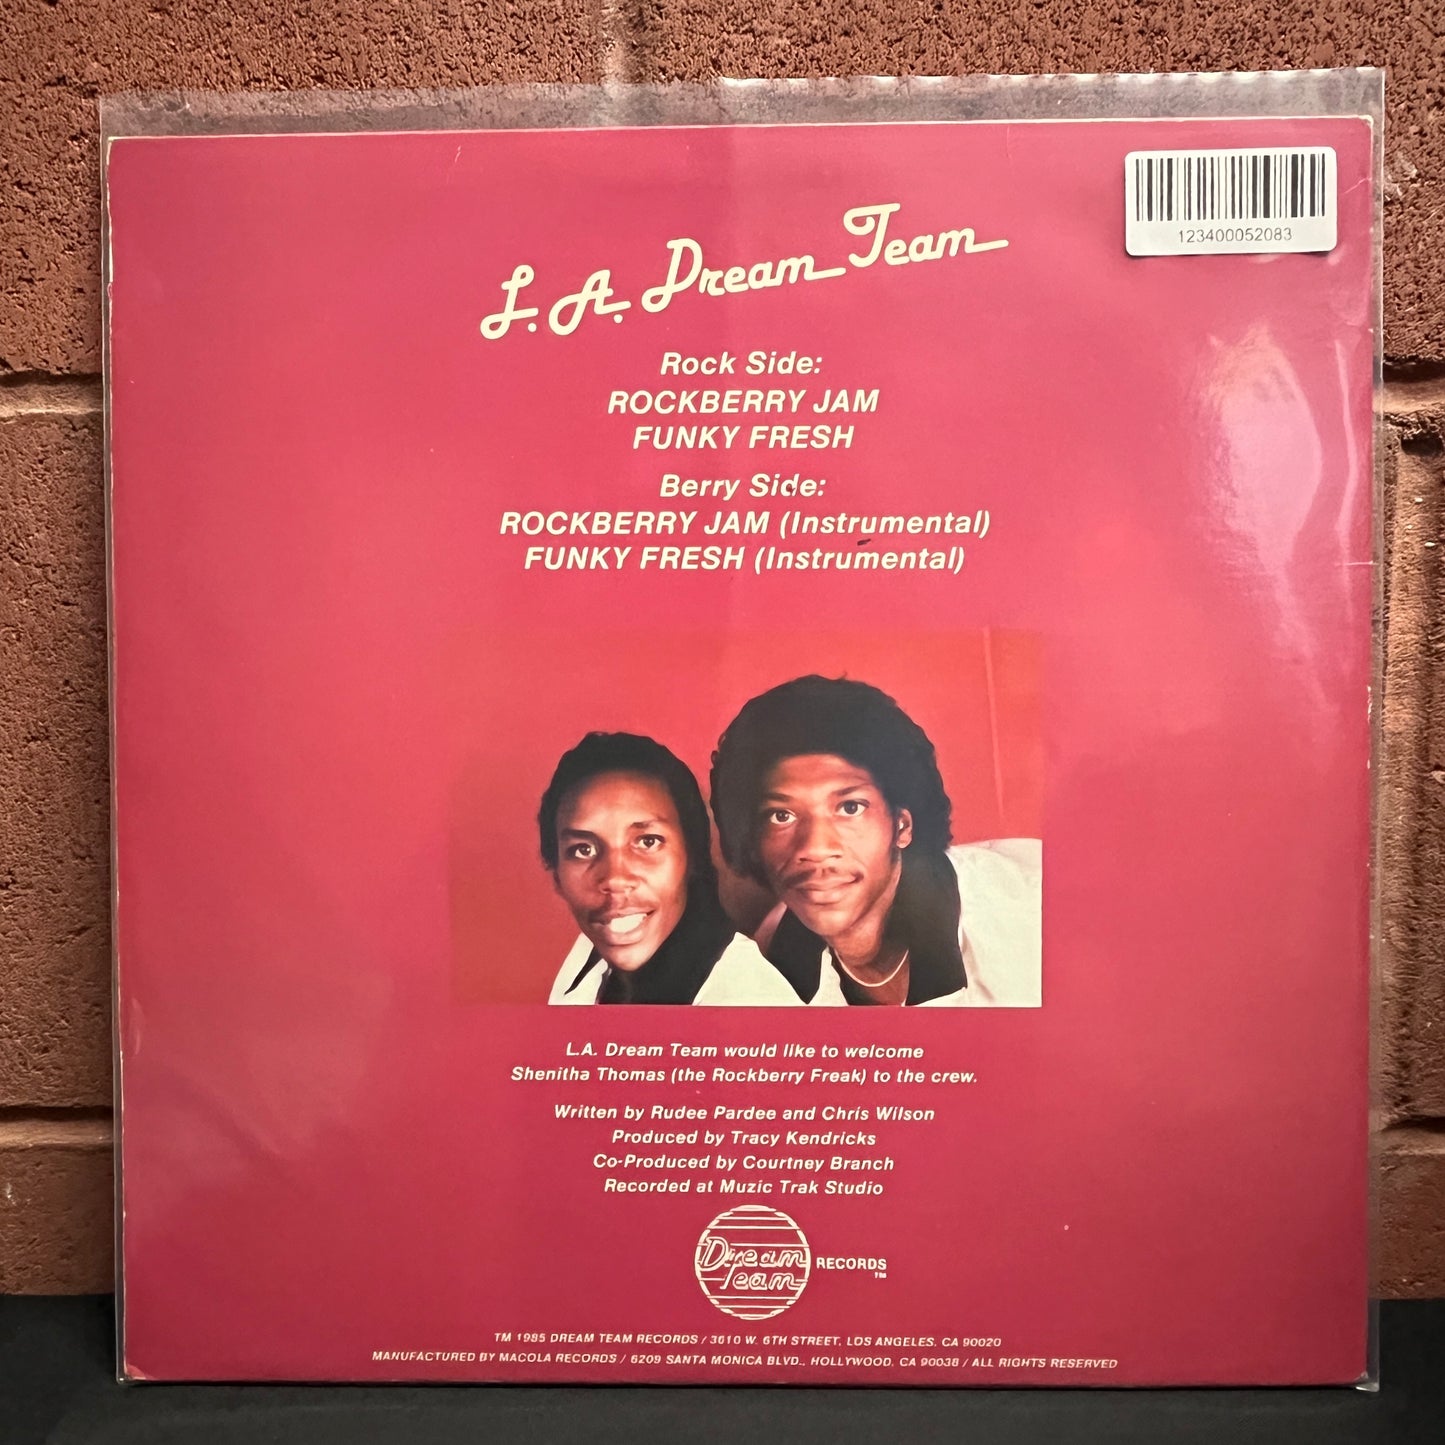 123400052083
L.A. Dream Team
Rock Side:
ROCKBERRY JAM
FUNKY FRESH
Berry Side:
ROCKBERRY JAM (Instrumental)
FUNKY FRESH (Instrumental)
L.A. Dream Team would like to welcome
Shenitha Thomas (the Rockberry Freak) to the crew.
Written by Rudee Pardee and Chris Wilson
Produced by Tracy Kendricks
Co-Produced by Courtney Branch
Recorded at Muzic Trak Studio
Dream
Team
RECORDS
TM
TM 1985 DREAM TEAM RECORDS / 3610 W. 6TH STREET, LOS ANGELES, CA 90020
MANUFACTURED BY MACOLA RECORDS / 6209 SANTA MONICA BLVD., HOLLYWOOD, CA 90038 / ALL RIGHTS RESERVED